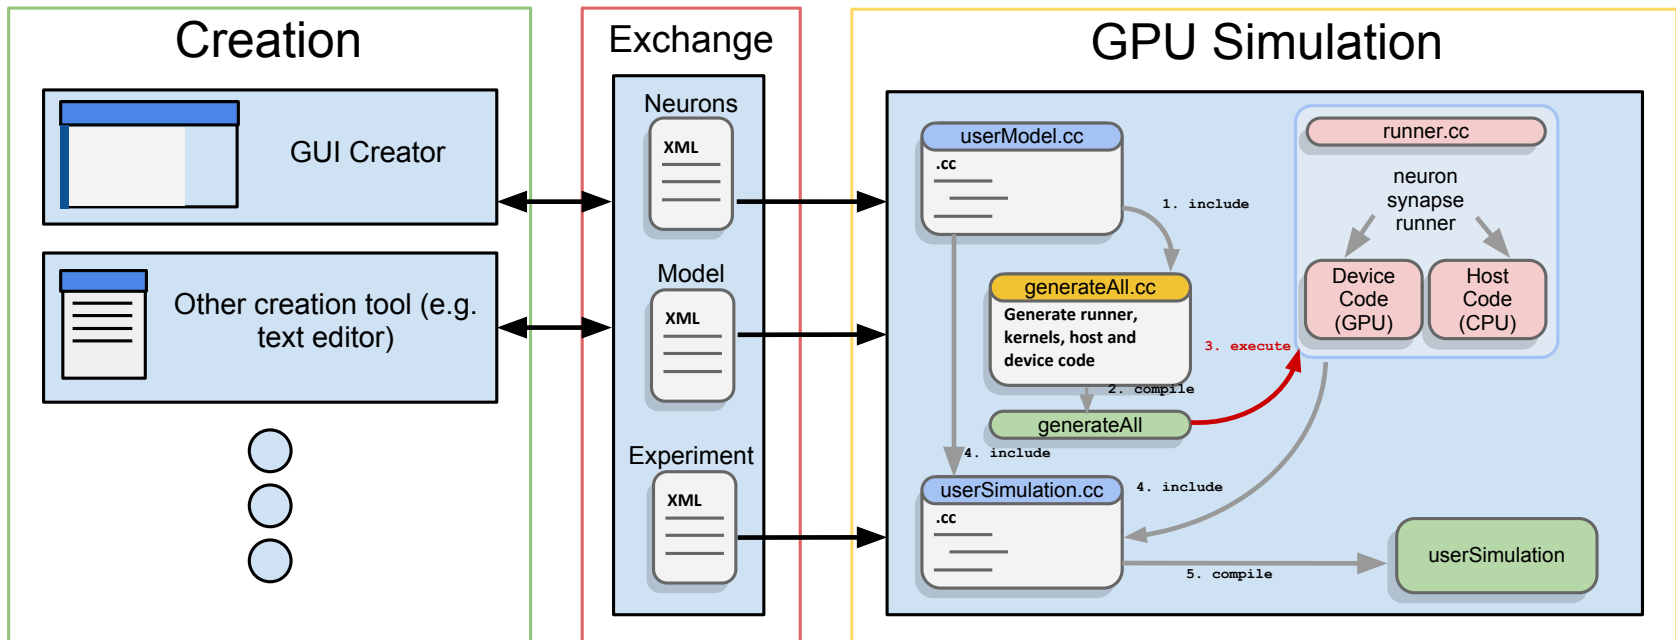 Creation
GUI Creator
Other creation tool (e.g.
text editor)
Exchange
Neurons
XML
Model
XML
Experiment
XML
GPU Simulation
userModel.cc
.cc
1. include
generateAll.cc
Generate runner,
kernels, host and
device code
2. compile
generateAll
3. execute
runner.cc
neuron
synapse
runner
Device
Code
(GPU)
Host
Code
(CPU)
4. include
4. include
userSimulation.cc
.cc
5. compile
userSimulation